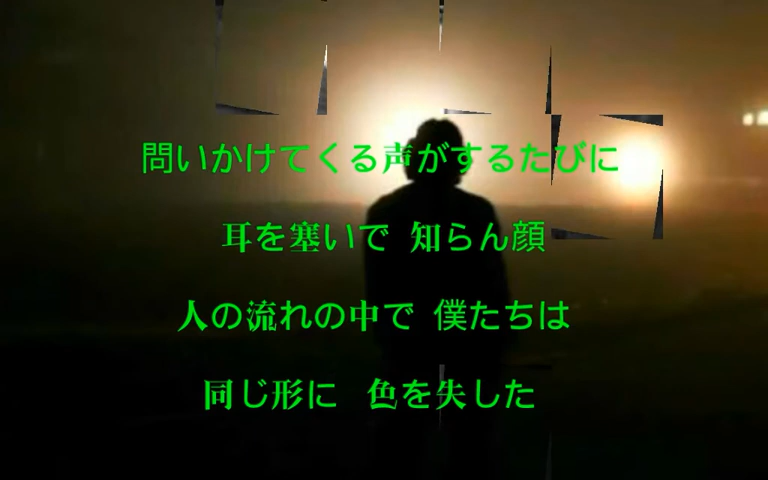 問いかけてくる声がするたびに
耳を塞いで 知らん顔
人の流れの中で 僕たちは
同じ形に 色を失した